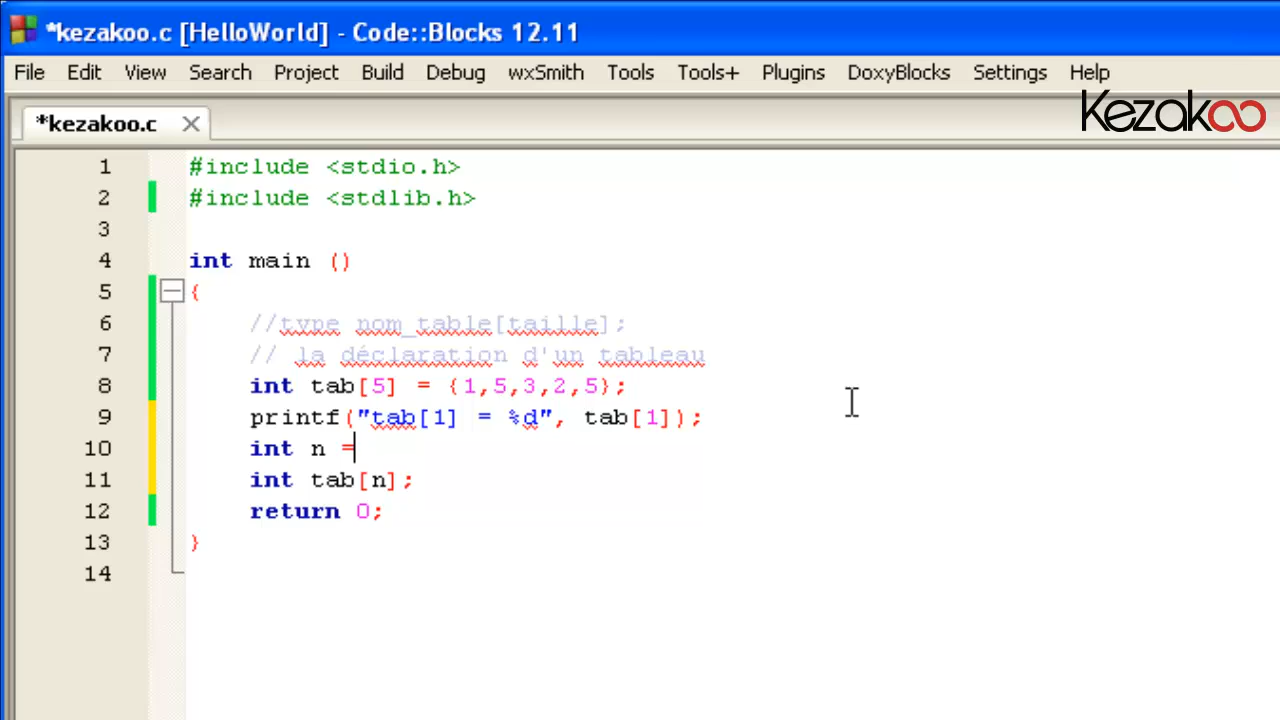 *kezakoo.c [HelloWorld] - Code::Blocks 12.11
File Edit View Search Project Build Debug wxSmith Tools Tools+ Plugins DoxyBlocks Settings Help
Kezakoo
*kezakoo.c
1 #include <stdio.h>
2 #include <stdlib.h>
3
4 int main ()
5 {
6 //type nom_table[taille];
7 // la déclaration d'un tableau
8 int tab[5] = {1,5,3,2,5};
9 printf("tab[1] = %d", tab[1]);
10 int n =
11 int tab[n];
12 return 0;
13 }
14